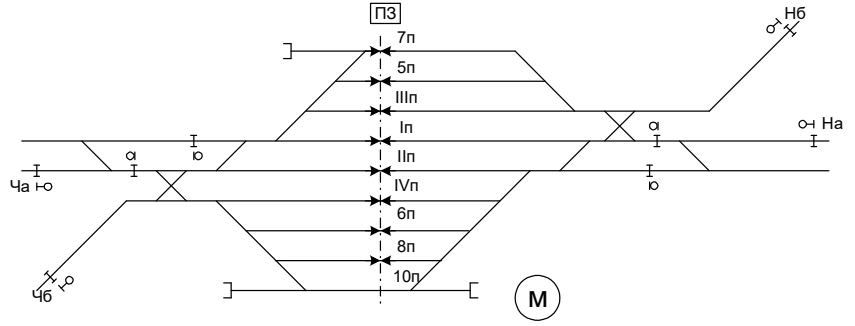 ПЗ
Нб
7п
5п
IIIп
Iп
а
ю
а
На
IIп
Ча
ю
IVп
6п
8п
10п
Чб
М